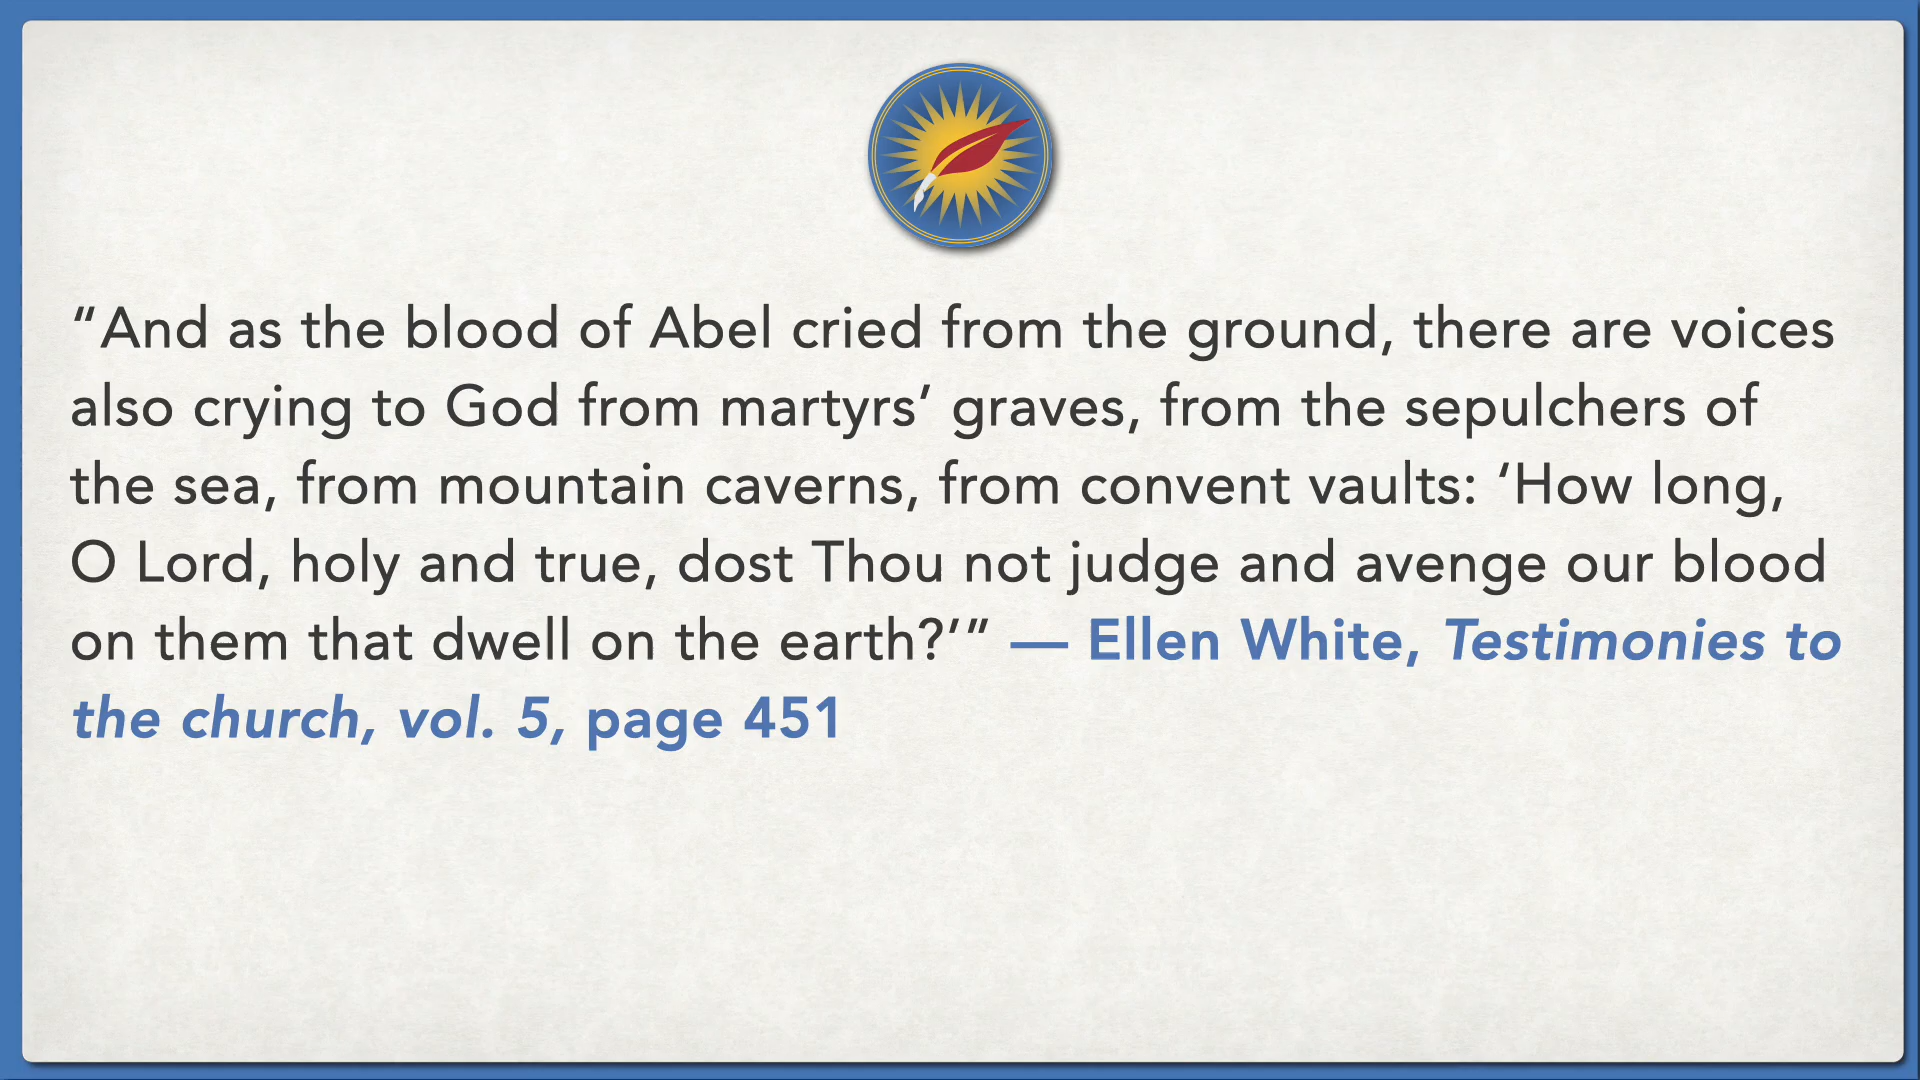 “And as the blood of Abel cried from the ground, there are voices
also crying to God from martyrs’ graves, from the sepulchers of
the sea, from mountain caverns, from convent vaults: ‘How long,
O Lord, holy and true, dost Thou not judge and avenge our blood
on them that dwell on the earth?’” — Ellen White, Testimonies to
the church, vol. 5, page 451